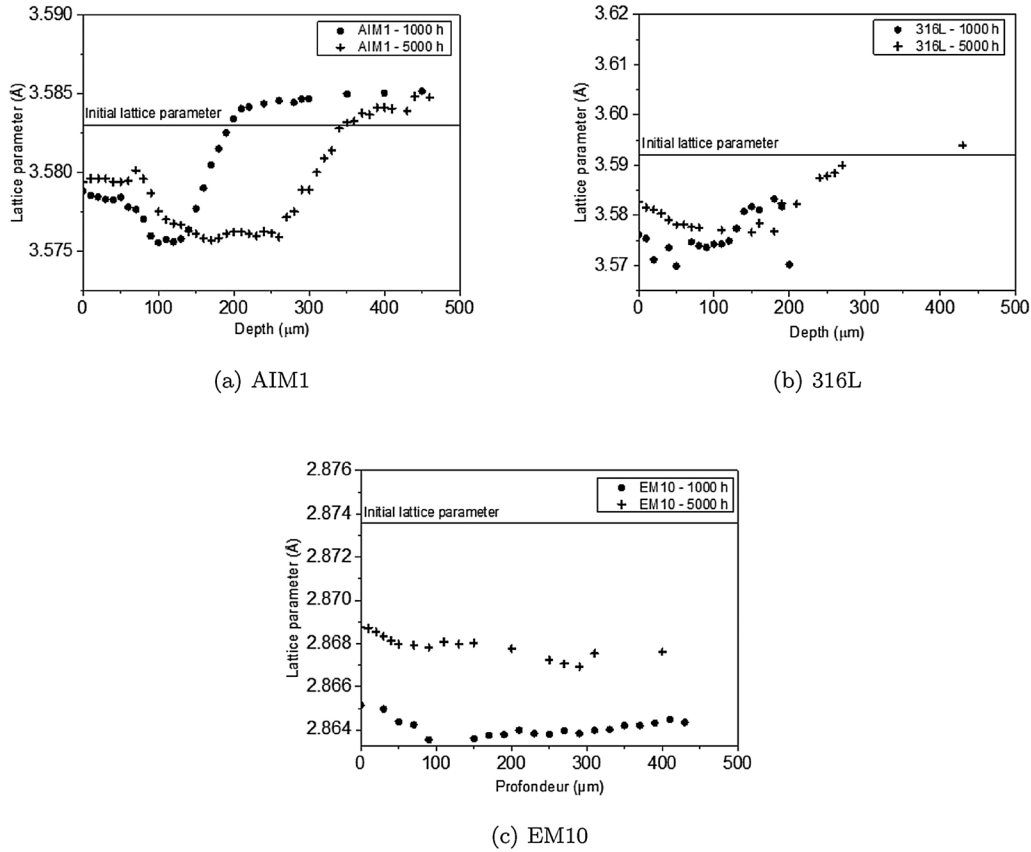 3.590
3.585
3.580
3.575
Lattice parameter (Å)
AIM1 - 1000 h
AIM1 - 5000 h
Initial lattice parameter
0 100 200 300 400 500
Depth (μm)
(a) AIM1
3.62
3.61
3.60
3.59
3.58
3.57
Lattice parameter (Å)
316L - 1000 h
316L - 5000 h
Initial lattice parameter
0 100 200 300 400 500
Depth (μm)
(b) 316L
2.876
2.874
2.872
2.870
2.868
2.866
2.864
Lattice parameter (Å)
EM10 - 1000 h
EM10 - 5000 h
Initial lattice parameter
0 100 200 300 400 500
Profondeur (μm)
(c) EM10